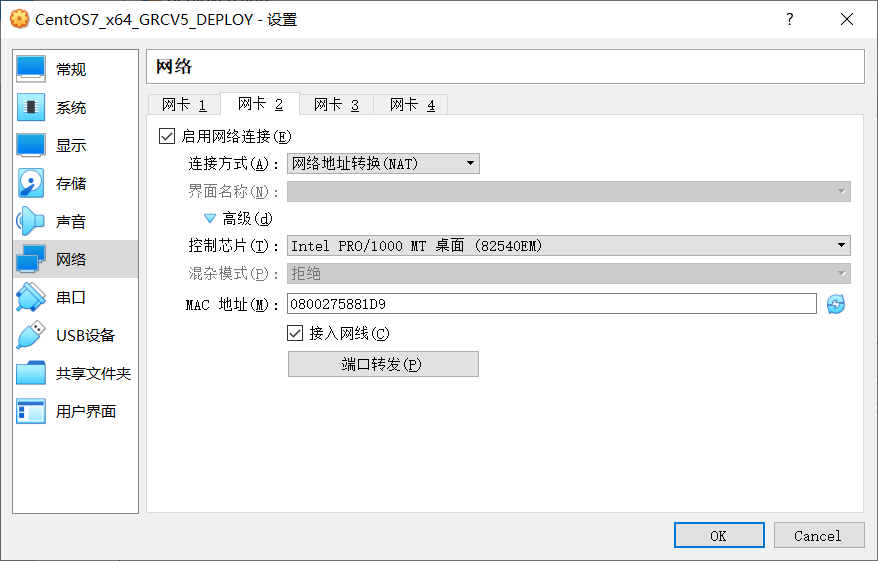 CentOS7_x64_GRCV5_DEPLOY - 设置
?
常规
系统
显示
存储
声音
网络
串口
USB设备
共享文件夹
用户界面
网络
网卡 1 网卡 2 网卡 3 网卡 4
启用网络连接(E)
连接方式(A): 网络地址转换(NAT)
界面名称(N):
高级(d)
控制芯片(T): Intel PRO/1000 MT 桌面 (82540EM)
混杂模式(P): 拒绝
MAC 地址(M): 0800275881D9
接入网线(C)
端口转发(P)
OK Cancel